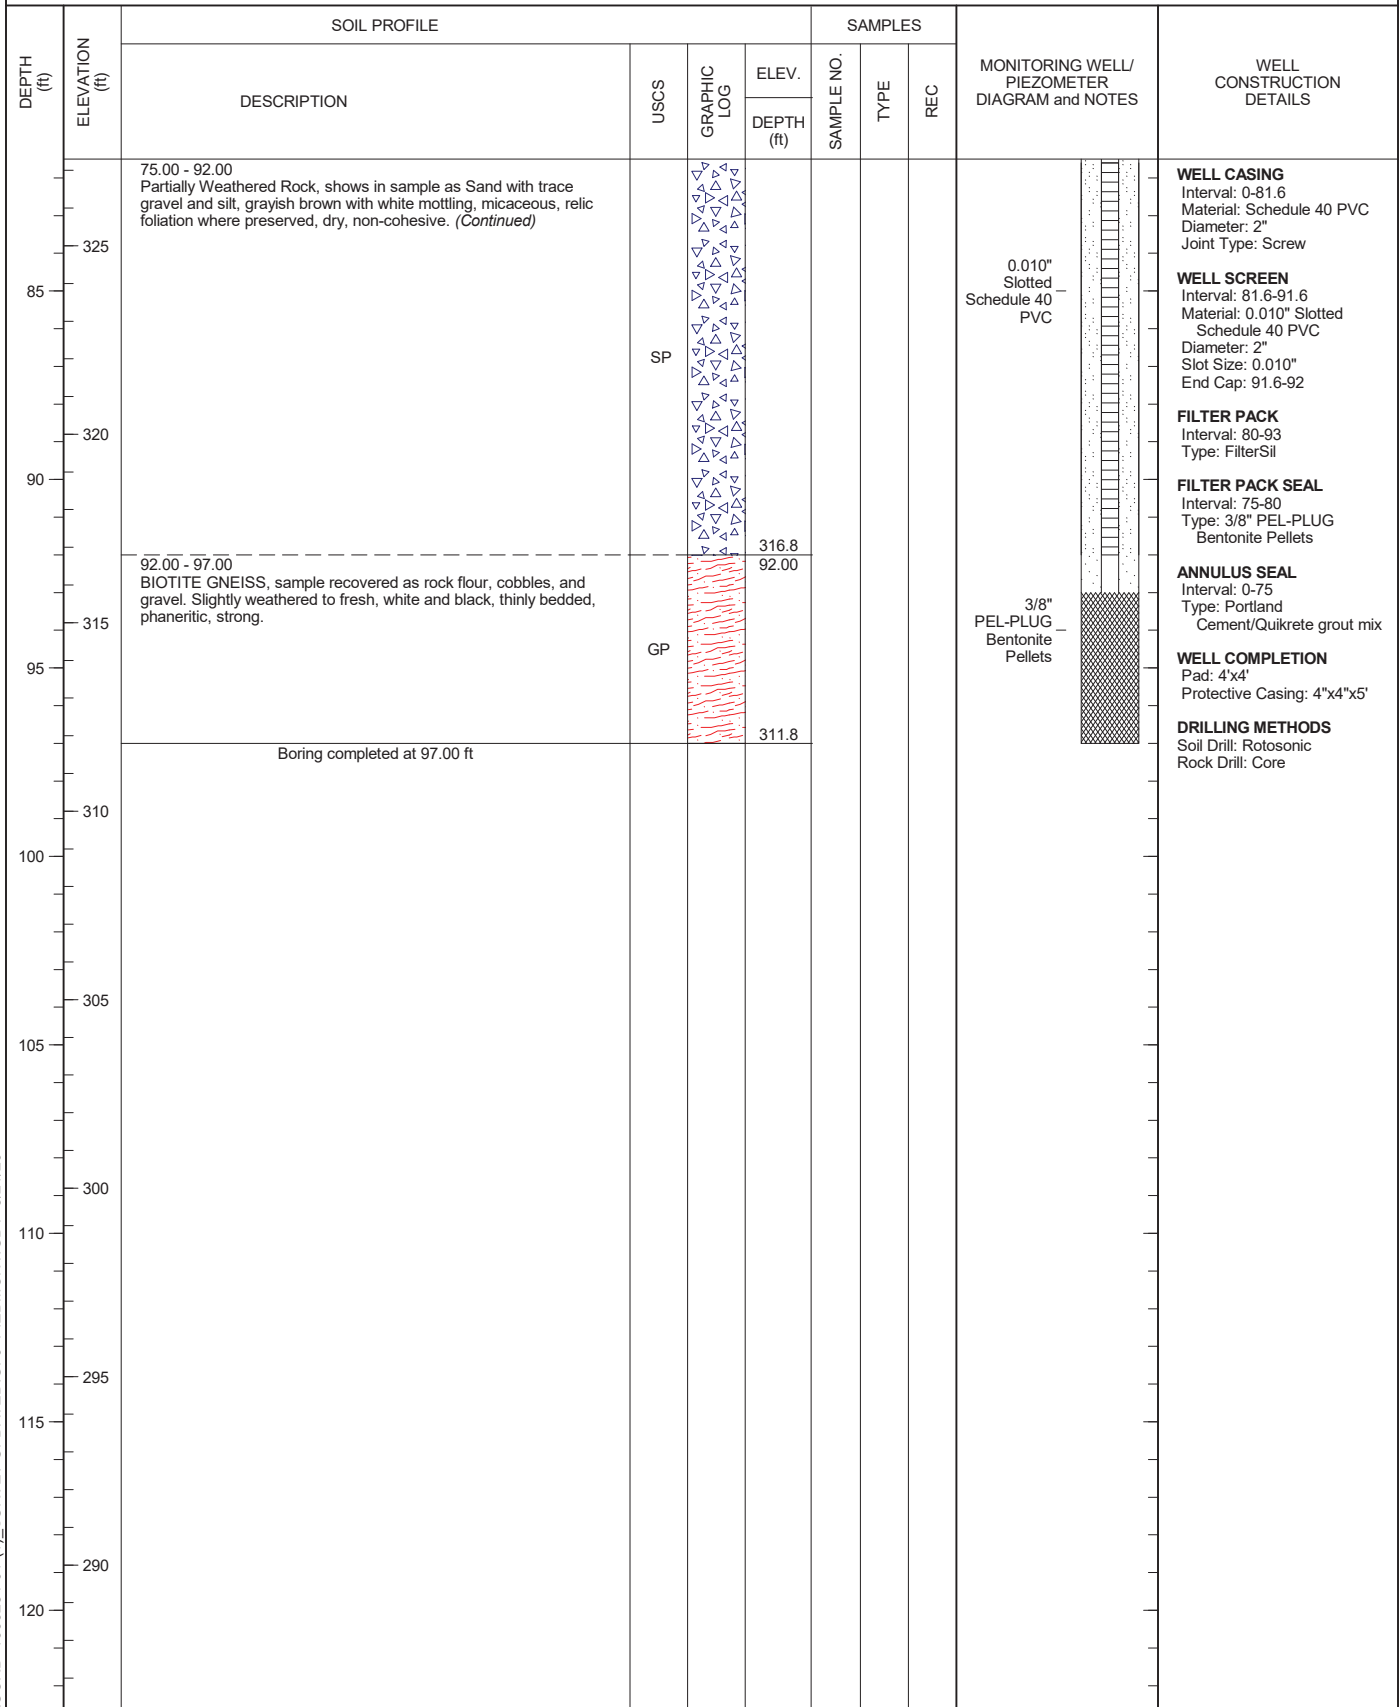 SOIL PROFILE
SAMPLES
DEPTH
(ft)
ELEVATION
(ft)
DESCRIPTION
USCS
GRAPHIC
LOG
ELEV.
DEPTH
(ft)
SAMPLE NO.
TYPE
REC
MONITORING WELL/
PIEZOMETER
DIAGRAM and NOTES
WELL
CONSTRUCTION
DETAILS
75.00 - 92.00
Partially Weathered Rock, shows in sample as Sand with trace
gravel and silt, grayish brown with white mottling, micaceous, relic
foliation where preserved, dry, non-cohesive. (Continued)
SP
316.8
92.00
92.00 - 97.00
BIOTITE GNEISS, sample recovered as rock flour, cobbles, and
gravel. Slightly weathered to fresh, white and black, thinly bedded,
phaneritic, strong.
GP
311.8
Boring completed at 97.00 ft
85
90
95
100
105
110
115
120
325
320
315
310
305
300
295
290
0.010"
Slotted
Schedule 40
PVC
3/8"
PEL-PLUG
Bentonite
Pellets
WELL CASING
Interval: 0-81.6
Material: Schedule 40 PVC
Diameter: 2"
Joint Type: Screw
WELL SCREEN
Interval: 81.6-91.6
Material: 0.010" Slotted
Schedule 40 PVC
Diameter: 2"
Slot Size: 0.010"
End Cap: 91.6-92
FILTER PACK
Interval: 80-93
Type: FilterSil
FILTER PACK SEAL
Interval: 75-80
Type: 3/8" PEL-PLUG
Bentonite Pellets
ANNULUS SEAL
Interval: 0-75
Type: Portland
Cement/Quikrete grout mix
WELL COMPLETION
Pad: 4'x4'
Protective Casing: 4"x4"x5'
DRILLING METHODS
Soil Drill: Rotosonic
Rock Drill: Core